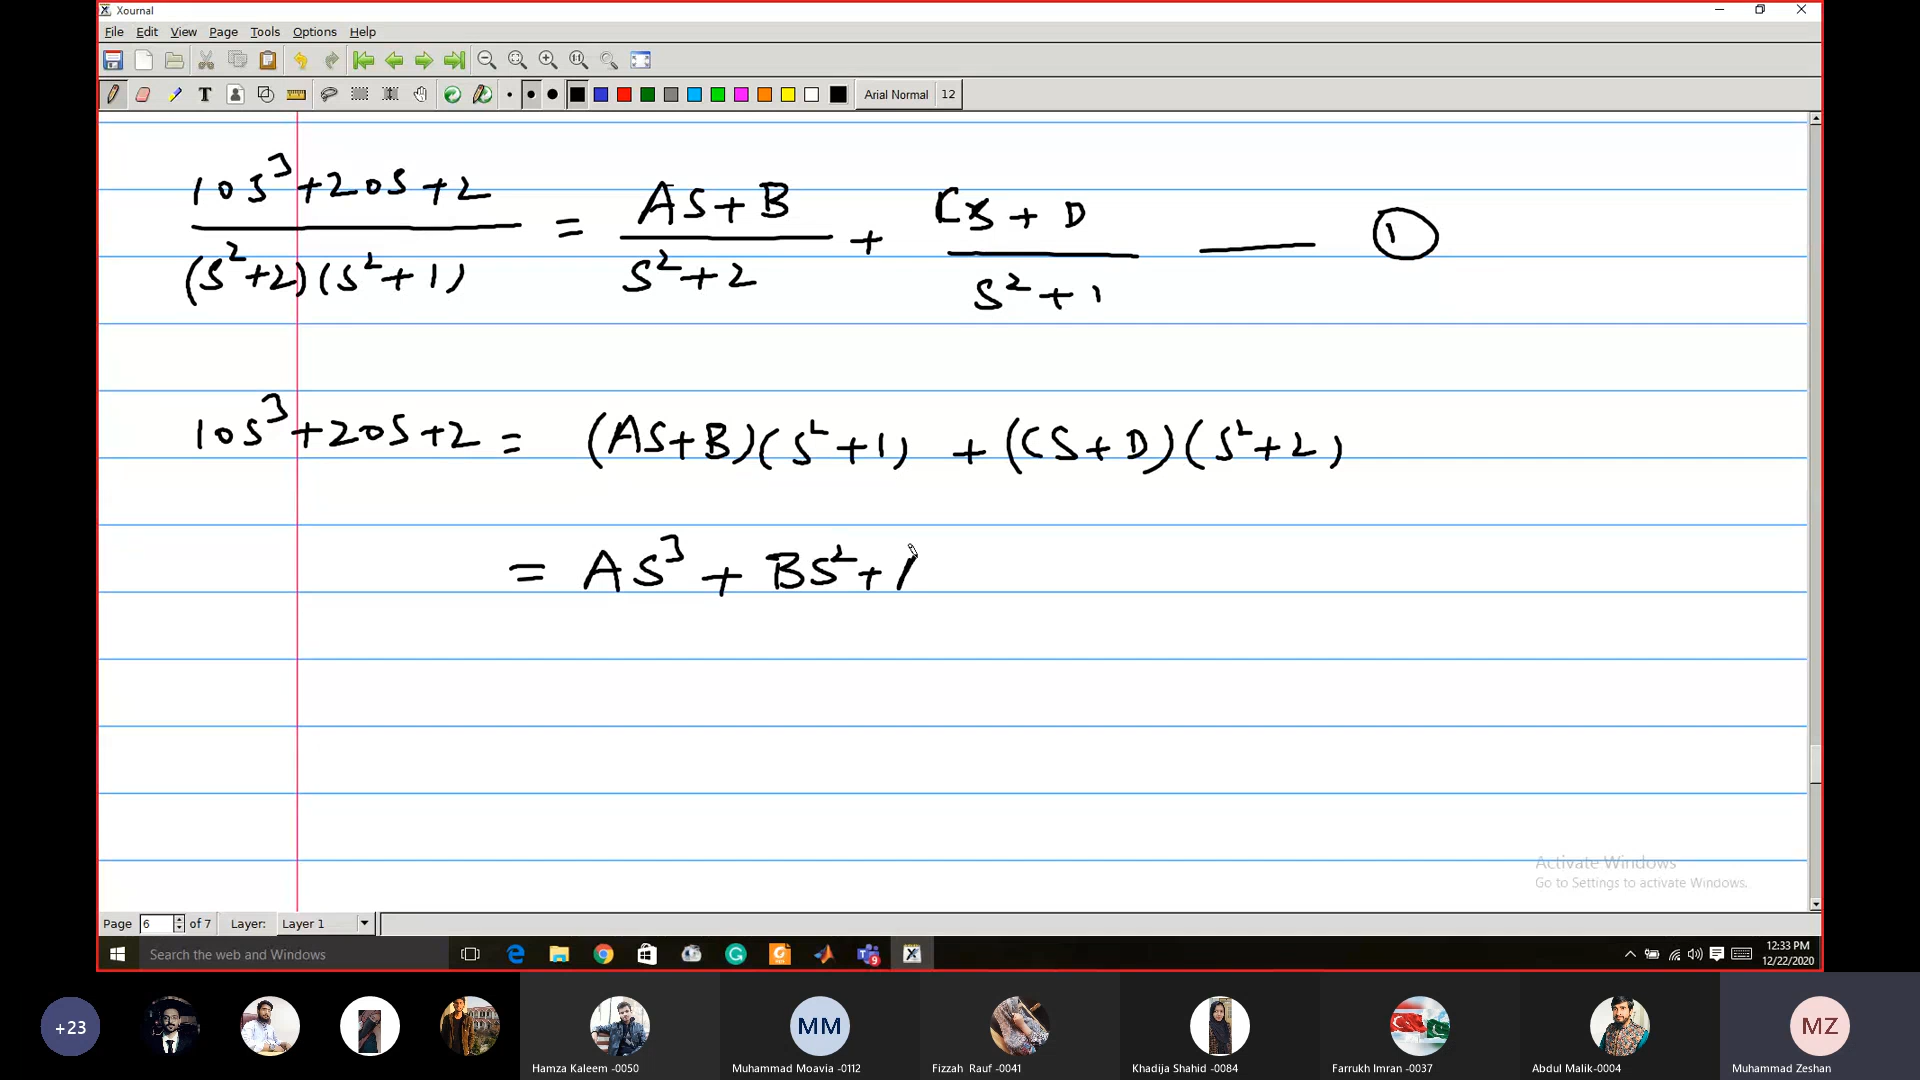 Xournal
File Edit View Page Tools Options Help
Arial Normal 12
10S³+20S+2 / (S²+2)(S²+1) = AS+B / S²+2 + CS+D / S²+1 —— ①
10S³+20S+2 = (AS+B)(S²+1) + (CS+D)(S²+2)
= AS³ + BS² +
Activate Windows
Go to Settings to activate Windows.
Page 6 of 7 Layer: Layer 1
Search the web and Windows
9
12:33 PM
12/22/2020
+23
MM
MZ
Hamza Kaleem -0050
Muhammad Moavia -0112
Fizzah Rauf -0041
Khadija Shahid -0084
Farrukh Imran -0037
Abdul Malik-0004
Muhammad Zeshan